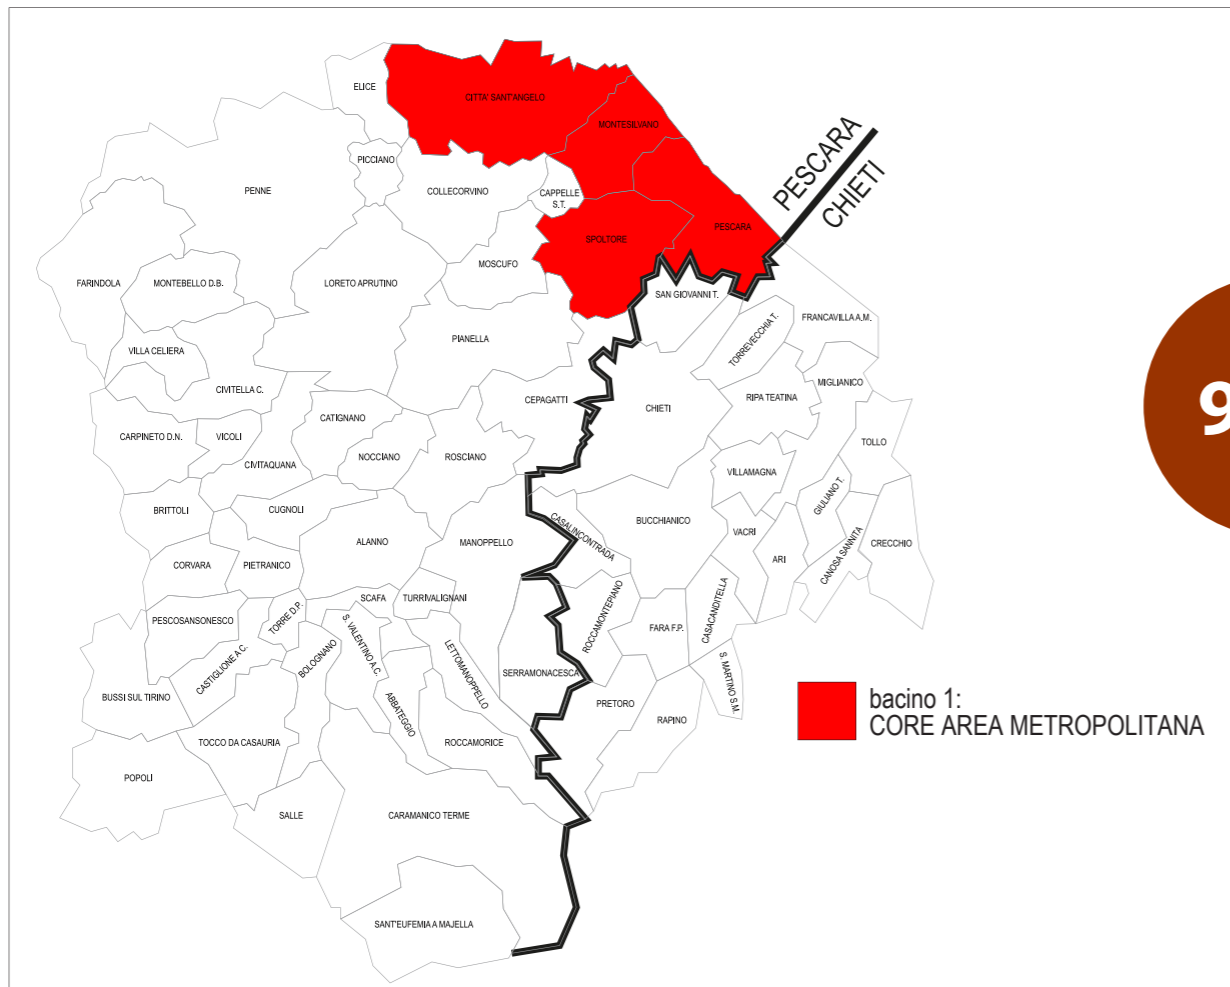 ELICE
CITTA' SANT'ANGELO
MONTESILVANO
PICCIANO
PENNE
COLLECORVINO
CAPPELLE
S.T.
PESCARA
CHIETI
SPOLTORE
PESCARA
MOSCUFO
FARINDOLA
MONTEBELLO D.B.
LORETO APRUTINO
SAN GIOVANNI T.
TORREVECCHIA T.
FRANCAVILLA A.M.
PIANELLA
VILLA CELIERA
CIVITELLA C.
CEPAGATTI
CHIETI
RIPA TEATINA
MIGLIANICO
9
CATIGNANO
CARPINETO D.N.
VICOLI
NOCCIANO
ROSCIANO
CIVITAQUANA
TOLLO
VILLAMAGNA
GIULIANO T.
BRITTOLI
CUGNOLI
CASALINCONTRADA
BUCCHIANICO
VACRI
ALANNO
MANOPPELLO
CANOSA SANNITA
CRECCHIO
CORVARA
PIETRANICO
ARI
SCAFA
TURRIVALIGNANI
PESCOSANSONESCO
TORRE D.P.
S. VALENTINO A.C.
ROCCAMONTEPIANO
FARA F.P.
CASACANDITELLA
BOLOGNANO
CASTIGLIONE A C.
LETTOMANOPPELLO
SERRAMONACESCA
S. MARTINO S.M.
BUSSI SUL TIRINO
ABBATEGGIO
PRETORO
RAPINO
TOCCO DA CASAURIA
ROCCAMORICE
bacino 1:
CORE AREA METROPOLITANA
POPOLI
SALLE
CARAMANICO TERME
SANT'EUFEMIA A MAJELLA